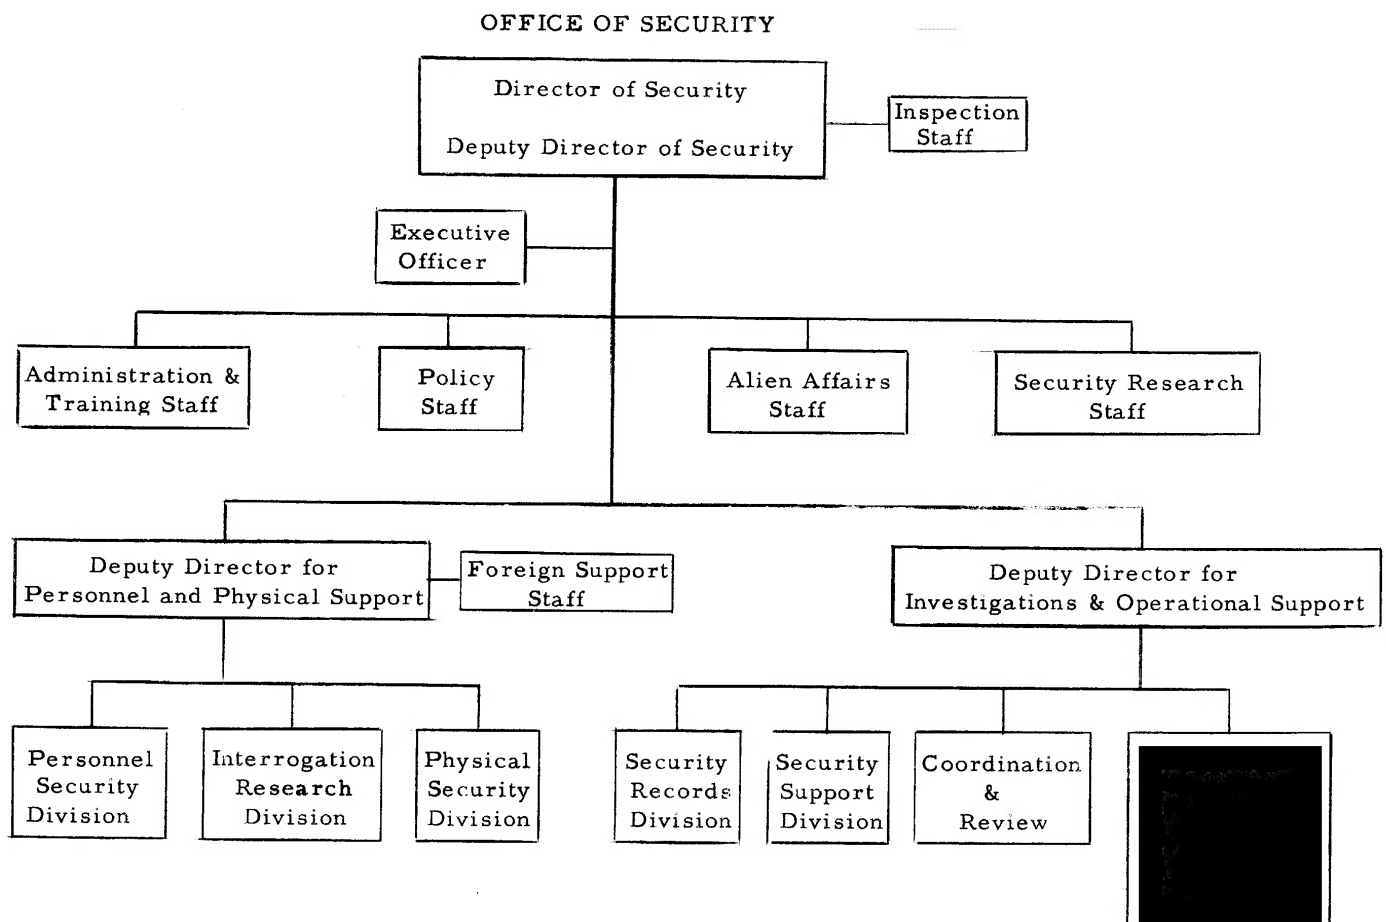 OFFICE OF SECURITY
Director of Security
Deputy Director of Security
Inspection
Staff
Executive
Officer
Administration &
Training Staff
Policy
Staff
Alien Affairs
Staff
Security Research
Staff
Deputy Director for
Personnel and Physical Support
Foreign Support
Staff
Deputy Director for
Investigations & Operational Support
Personnel
Security
Division
Interrogation
Research
Division
Physical
Security
Division
Security
Records
Division
Security
Support
Division
Coordination
&
Review